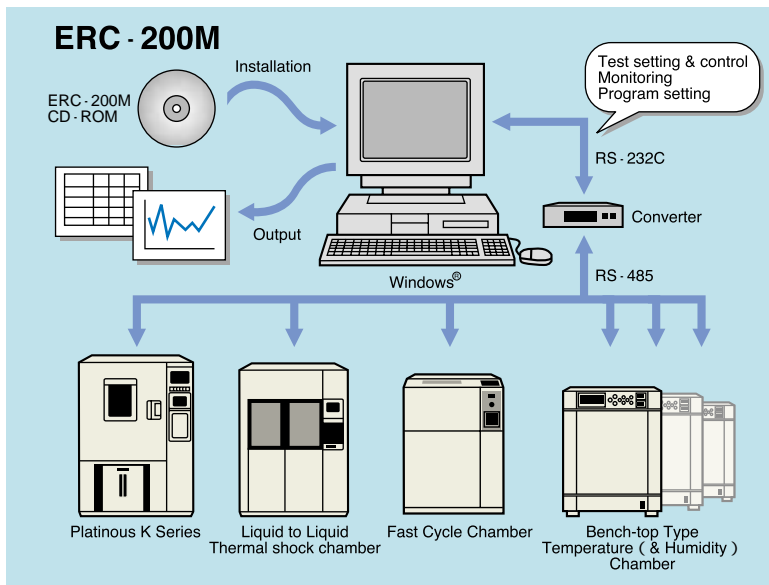 ERC - 200M
Installation
ERC - 200M
CD - ROM
Test setting & control
Monitoring
Program setting
RS - 232C
Converter
Output
Windows®
RS - 485
Platinous K Series
Liquid to Liquid
Thermal shock chamber
Fast Cycle Chamber
Bench-top Type
Temperature ( & Humidity )
Chamber